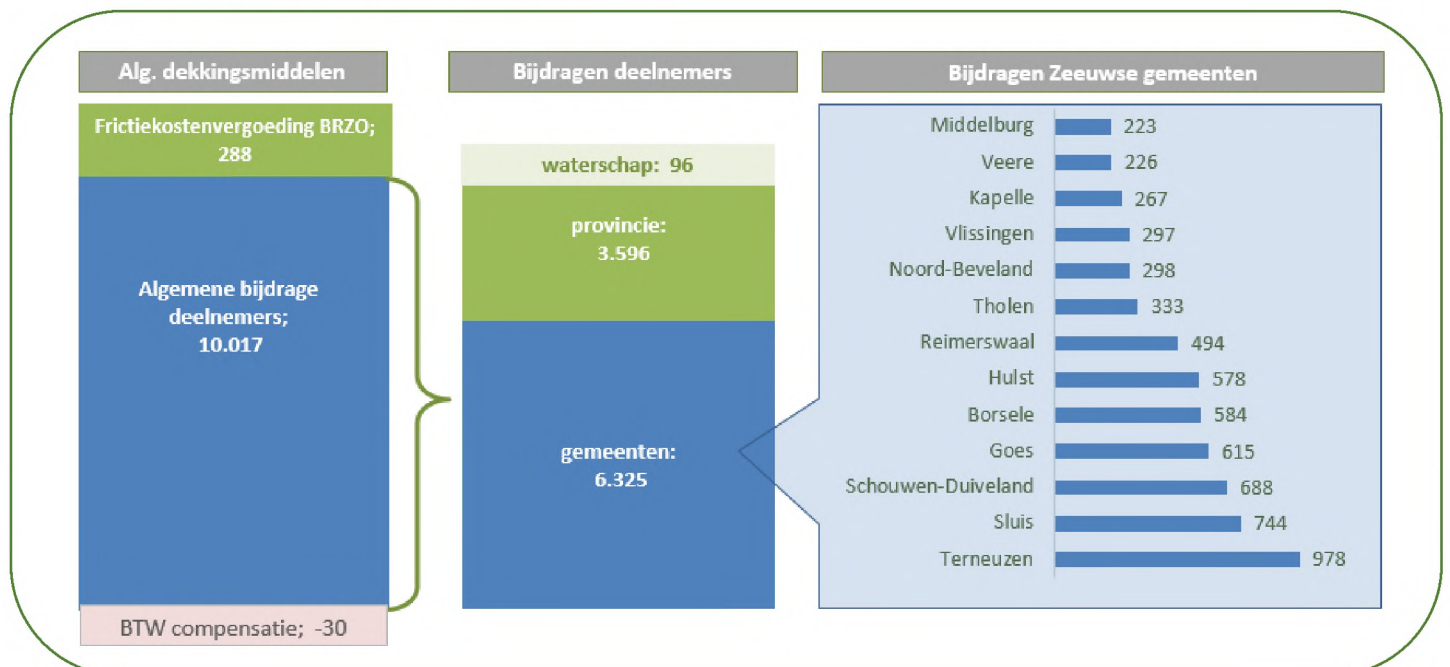 Alg. dekkingsmiddelen
Frictiekostenvergoeding BRZO;
288
Algemene bijdrage
deelnemers;
10.017
BTW compensatie; -30
Bijdragen deelnemers
waterschap: 96
provincie:
3.596
gemeenten:
6.325
Bijdragen Zeeuwse gemeenten
Middelburg 223
Veere 226
Kapelle 267
Vlissingen 297
Noord-Beveland 298
Tholen 333
Reimerswaal 494
Hulst 578
Borsele 584
Goes 615
Schouwen-Duiveland 688
Sluis 744
Terneuzen 978